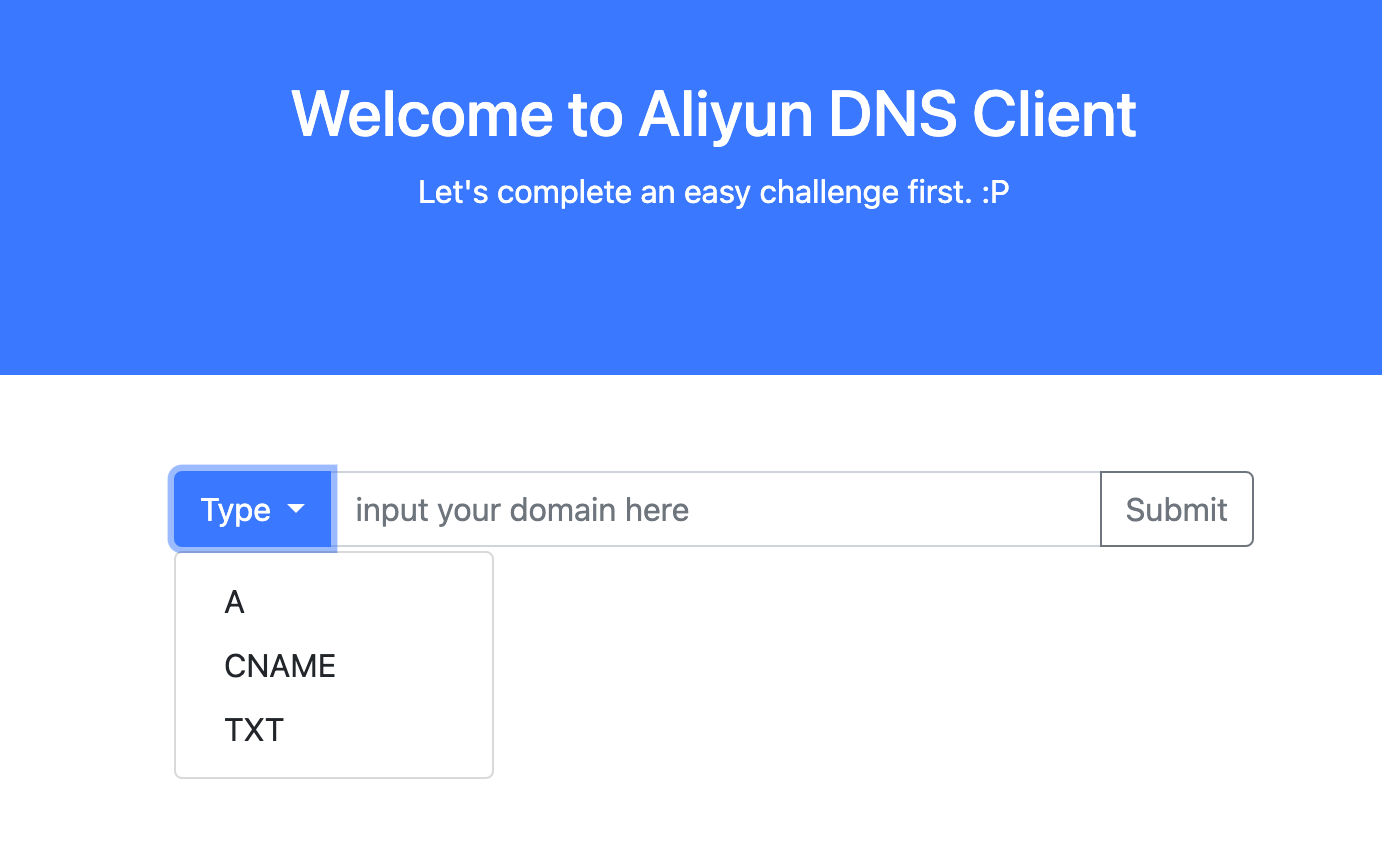 Welcome to Aliyun DNS Client
Let's complete an easy challenge first. :P
Type input your domain here Submit
A
CNAME
TXT